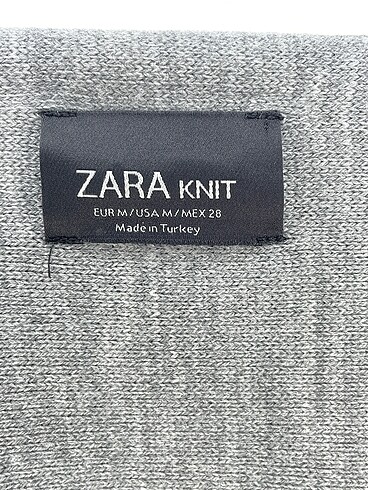 ZARA KNIT
EUR M / USA M / MEX 28
Made in Turkey